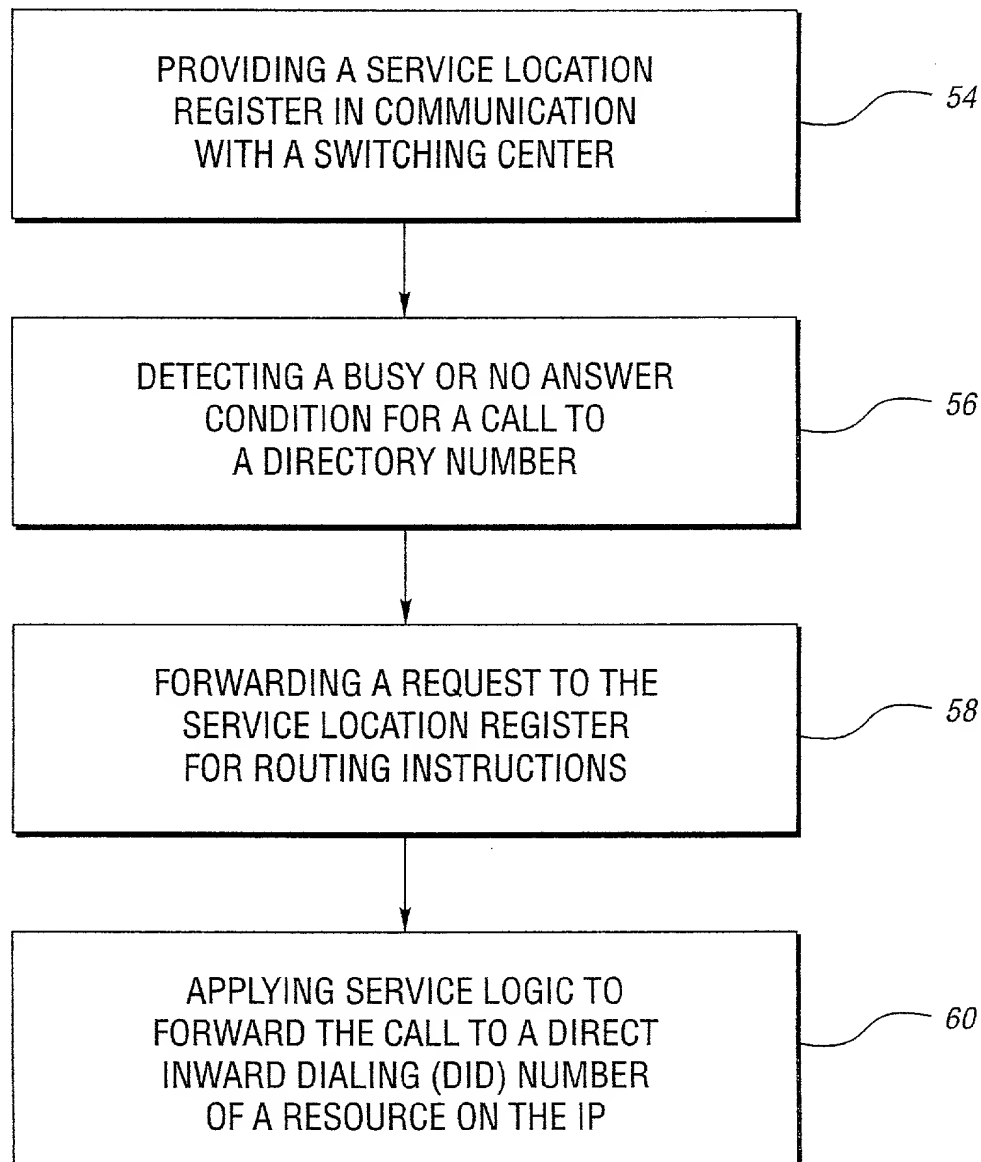 PROVIDING A SERVICE LOCATION
REGISTER IN COMMUNICATION
WITH A SWITCHING CENTER
54
DETECTING A BUSY OR NO ANSWER
CONDITION FOR A CALL TO
A DIRECTORY NUMBER
56
FORWARDING A REQUEST TO THE
SERVICE LOCATION REGISTER
FOR ROUTING INSTRUCTIONS
58
APPLYING SERVICE LOGIC TO
FORWARD THE CALL TO A DIRECT
INWARD DIALING (DID) NUMBER
OF A RESOURCE ON THE IP
60